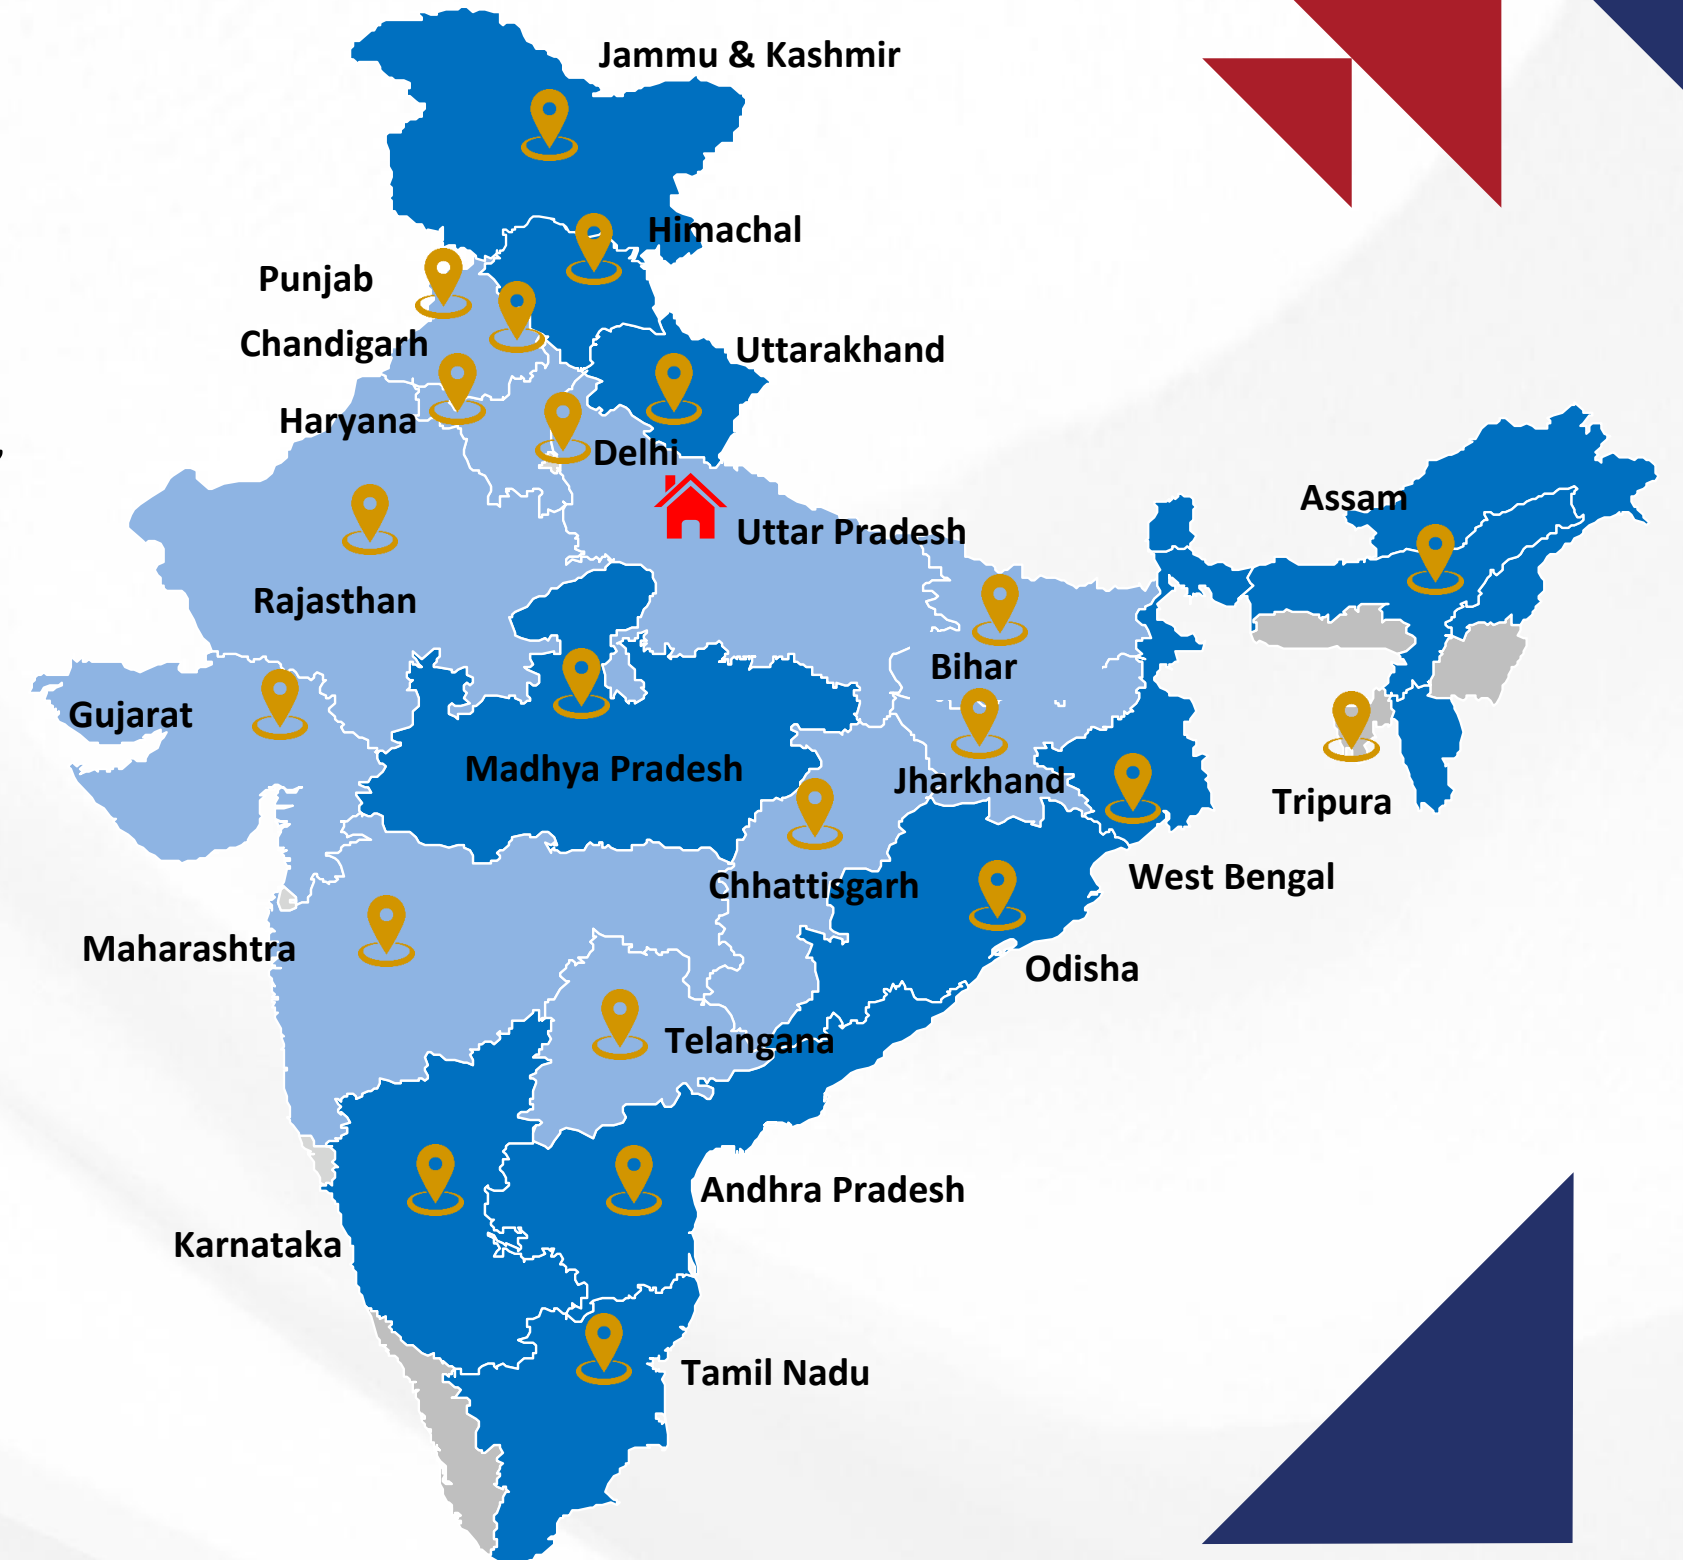 Jammu & Kashmir
Himachal
Punjab
Chandigarh
Uttarakhand
Haryana
Delhi
,
Assam
Uttar Pradesh
Rajasthan
Bihar
Gujarat
Madhya Pradesh
Jharkhand
Tripura
Chhattisgarh
West Bengal
Maharashtra
Odisha
Telangana
Andhra Pradesh
Karnataka
Tamil Nadu